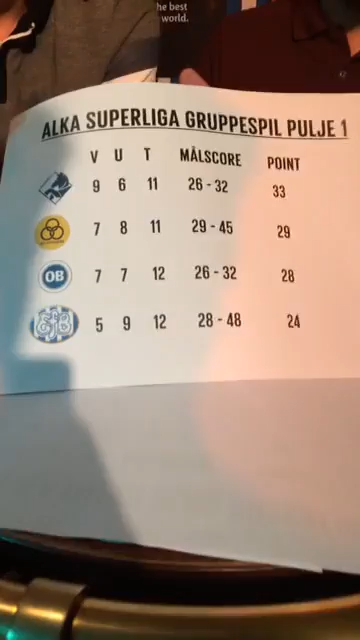 he best
world.
ALKA SUPERLIGA GRUPPESPIL PULJE 1
V U T MÅLSCORE POINT
9 6 11 26-32 33
7 8 11 29-45 29
OB 7 7 12 26-32 28
EfB 5 9 12 28-48 24